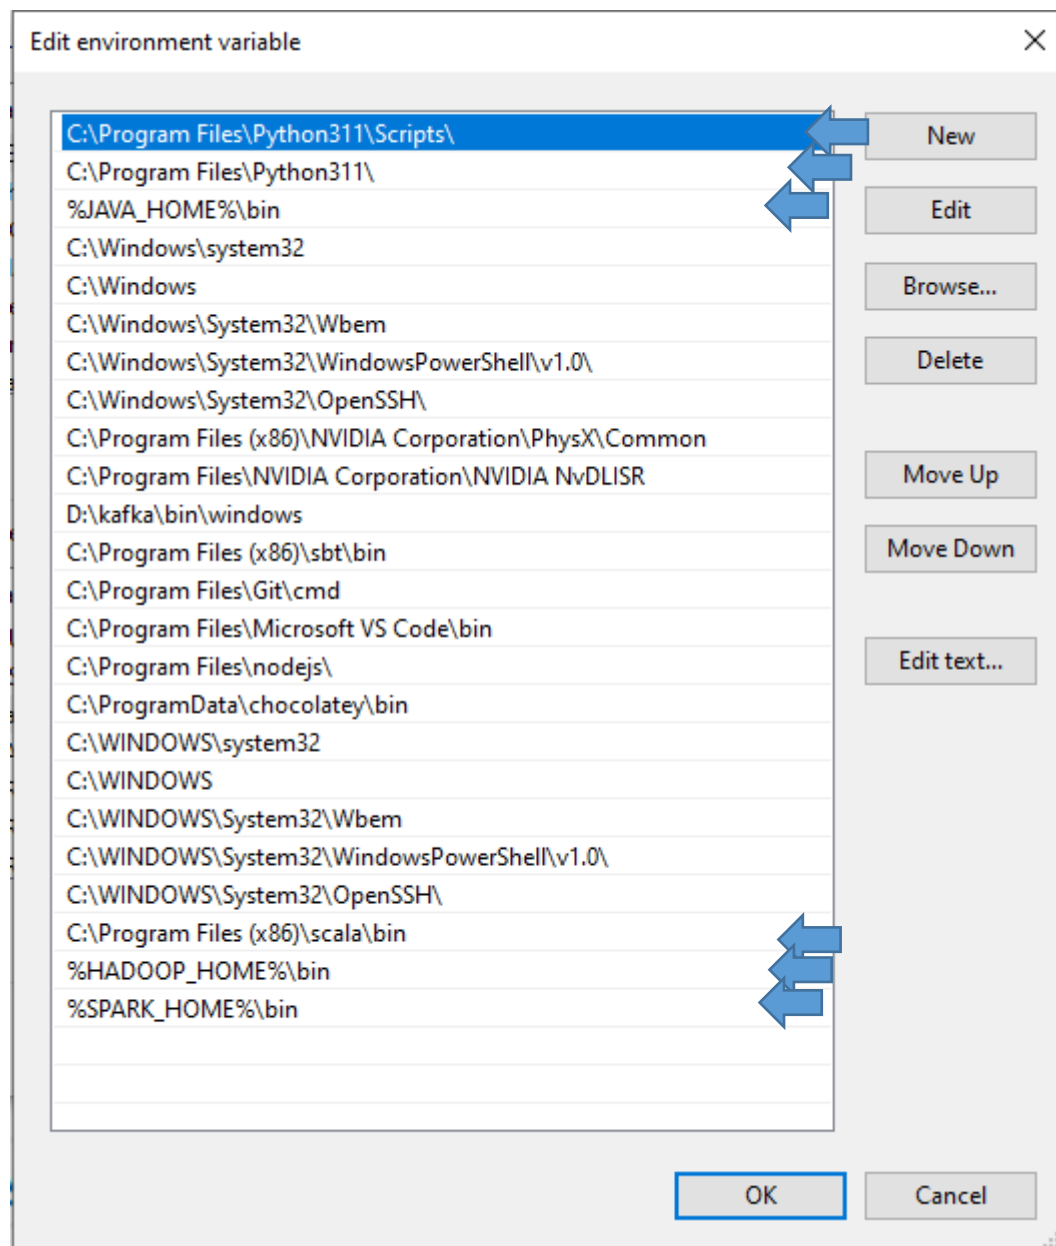 Edit environment variable
C:\Program Files\Python311\Scripts\
C:\Program Files\Python311\
%JAVA_HOME%\bin
C:\Windows\system32
C:\Windows
C:\Windows\System32\Wbem
C:\Windows\System32\WindowsPowerShell\v1.0\
C:\Windows\System32\OpenSSH\
C:\Program Files (x86)\NVIDIA Corporation\PhysX\Common
C:\Program Files\NVIDIA Corporation\NVIDIA NvDLISR
D:\kafka\bin\windows
C:\Program Files (x86)\sbt\bin
C:\Program Files\Git\cmd
C:\Program Files\Microsoft VS Code\bin
C:\Program Files\nodejs\
C:\ProgramData\chocolatey\bin
C:\WINDOWS\system32
C:\WINDOWS
C:\WINDOWS\System32\Wbem
C:\WINDOWS\System32\WindowsPowerShell\v1.0\
C:\WINDOWS\System32\OpenSSH\
C:\Program Files (x86)\scala\bin
%HADOOP_HOME%\bin
%SPARK_HOME%\bin
New
Edit
Browse...
Delete
Move Up
Move Down
Edit text...
OK
Cancel